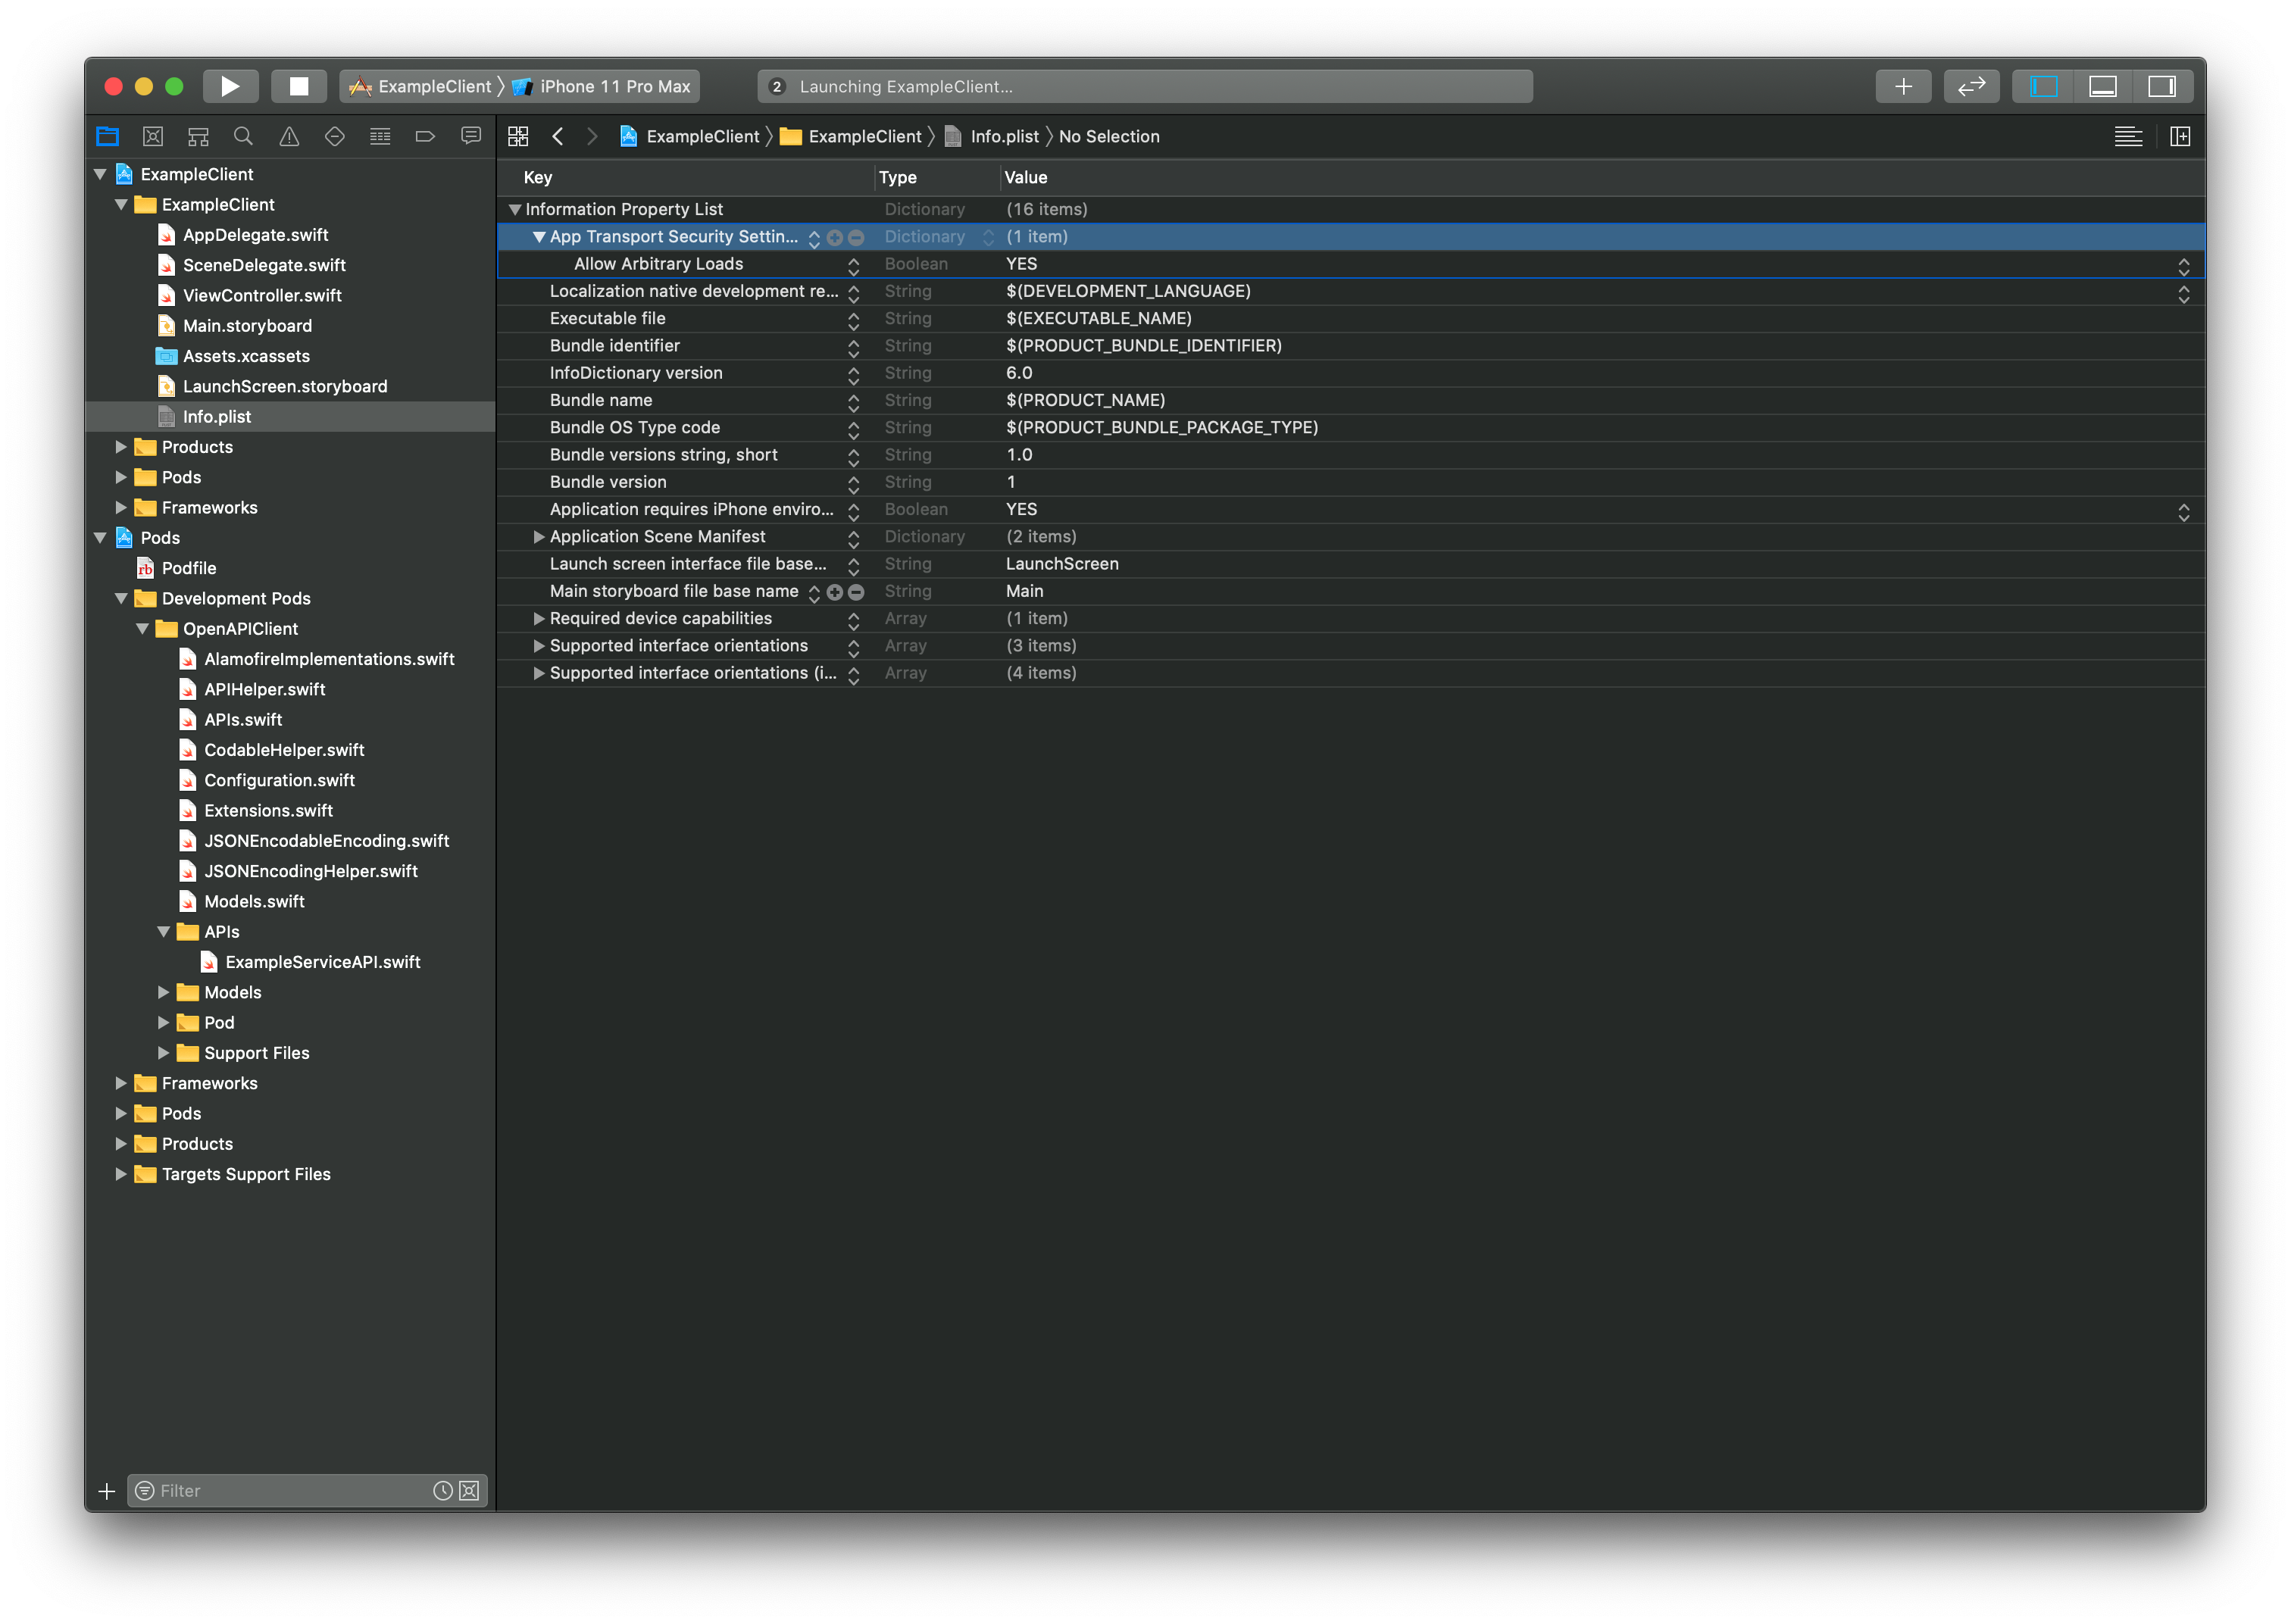 ExampleClient iPhone 11 Pro Max 2 Launching ExampleClient...
ExampleClient ExampleClient Info.plist No Selection
ExampleClient
ExampleClient
AppDelegate.swift
SceneDelegate.swift
ViewController.swift
Main.storyboard
Assets.xcassets
LaunchScreen.storyboard
Info.plist
Products
Pods
Frameworks
Pods
rb Podfile
Development Pods
OpenAPIClient
AlamofireImplementations.swift
APIHelper.swift
APIs.swift
CodableHelper.swift
Configuration.swift
Extensions.swift
JSONEncodableEncoding.swift
JSONEncodingHelper.swift
Models.swift
APIs
ExampleServiceAPI.swift
Models
Pod
Support Files
Frameworks
Pods
Products
Targets Support Files
Filter
Key Type Value
Information Property List Dictionary (16 items)
App Transport Security Settin... Dictionary (1 item)
Allow Arbitrary Loads Boolean YES
Localization native development re... String $(DEVELOPMENT_LANGUAGE)
Executable file String $(EXECUTABLE_NAME)
Bundle identifier String $(PRODUCT_BUNDLE_IDENTIFIER)
InfoDictionary version String 6.0
Bundle name String $(PRODUCT_NAME)
Bundle OS Type code String $(PRODUCT_BUNDLE_PACKAGE_TYPE)
Bundle versions string, short String 1.0
Bundle version String 1
Application requires iPhone enviro... Boolean YES
Application Scene Manifest Dictionary (2 items)
Launch screen interface file base... String LaunchScreen
Main storyboard file base name String Main
Required device capabilities Array (1 item)
Supported interface orientations Array (3 items)
Supported interface orientations (i... Array (4 items)